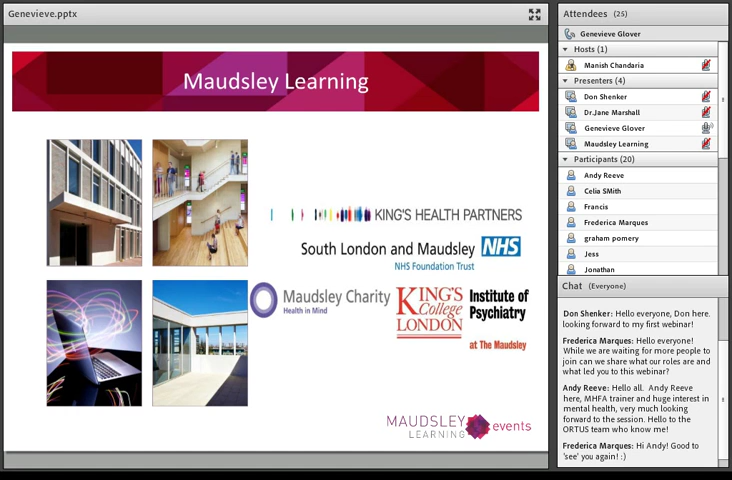 Genevieve.pptx
Maudsley Learning
KING'S HEALTH PARTNERS
South London and Maudsley NHS
NHS Foundation Trust
Maudsley Charity
Health in Mind
KING'S
College
LONDON
Institute of
Psychiatry
at The Maudsley
MAUDSLEY
LEARNING
events
Attendees (25)
Genevieve Glover
Hosts (1)
Manish Chandaria
Presenters (4)
Don Shenker
Dr.Jane Marshall
Genevieve Glover
Maudsley Learning
Participants (20)
Andy Reeve
Celia SMith
Francis
Frederica Marques
graham pomery
Jess
Jonathan
Chat (Everyone)
Don Shenker: Hello everyone, Don here.
looking forward to my first webinar!
Frederica Marques: Hello everyone!
While we are waiting for more people to
join can we share what our roles are and
what led you to this webinar?
Andy Reeve: Hello all. Andy Reeve
here, MHFA trainer and huge interest in
mental health, very much looking
forward to the session. Hello to the
ORTUS team who know me!
Frederica Marques: Hi Andy! Good to
'see' you again! :)